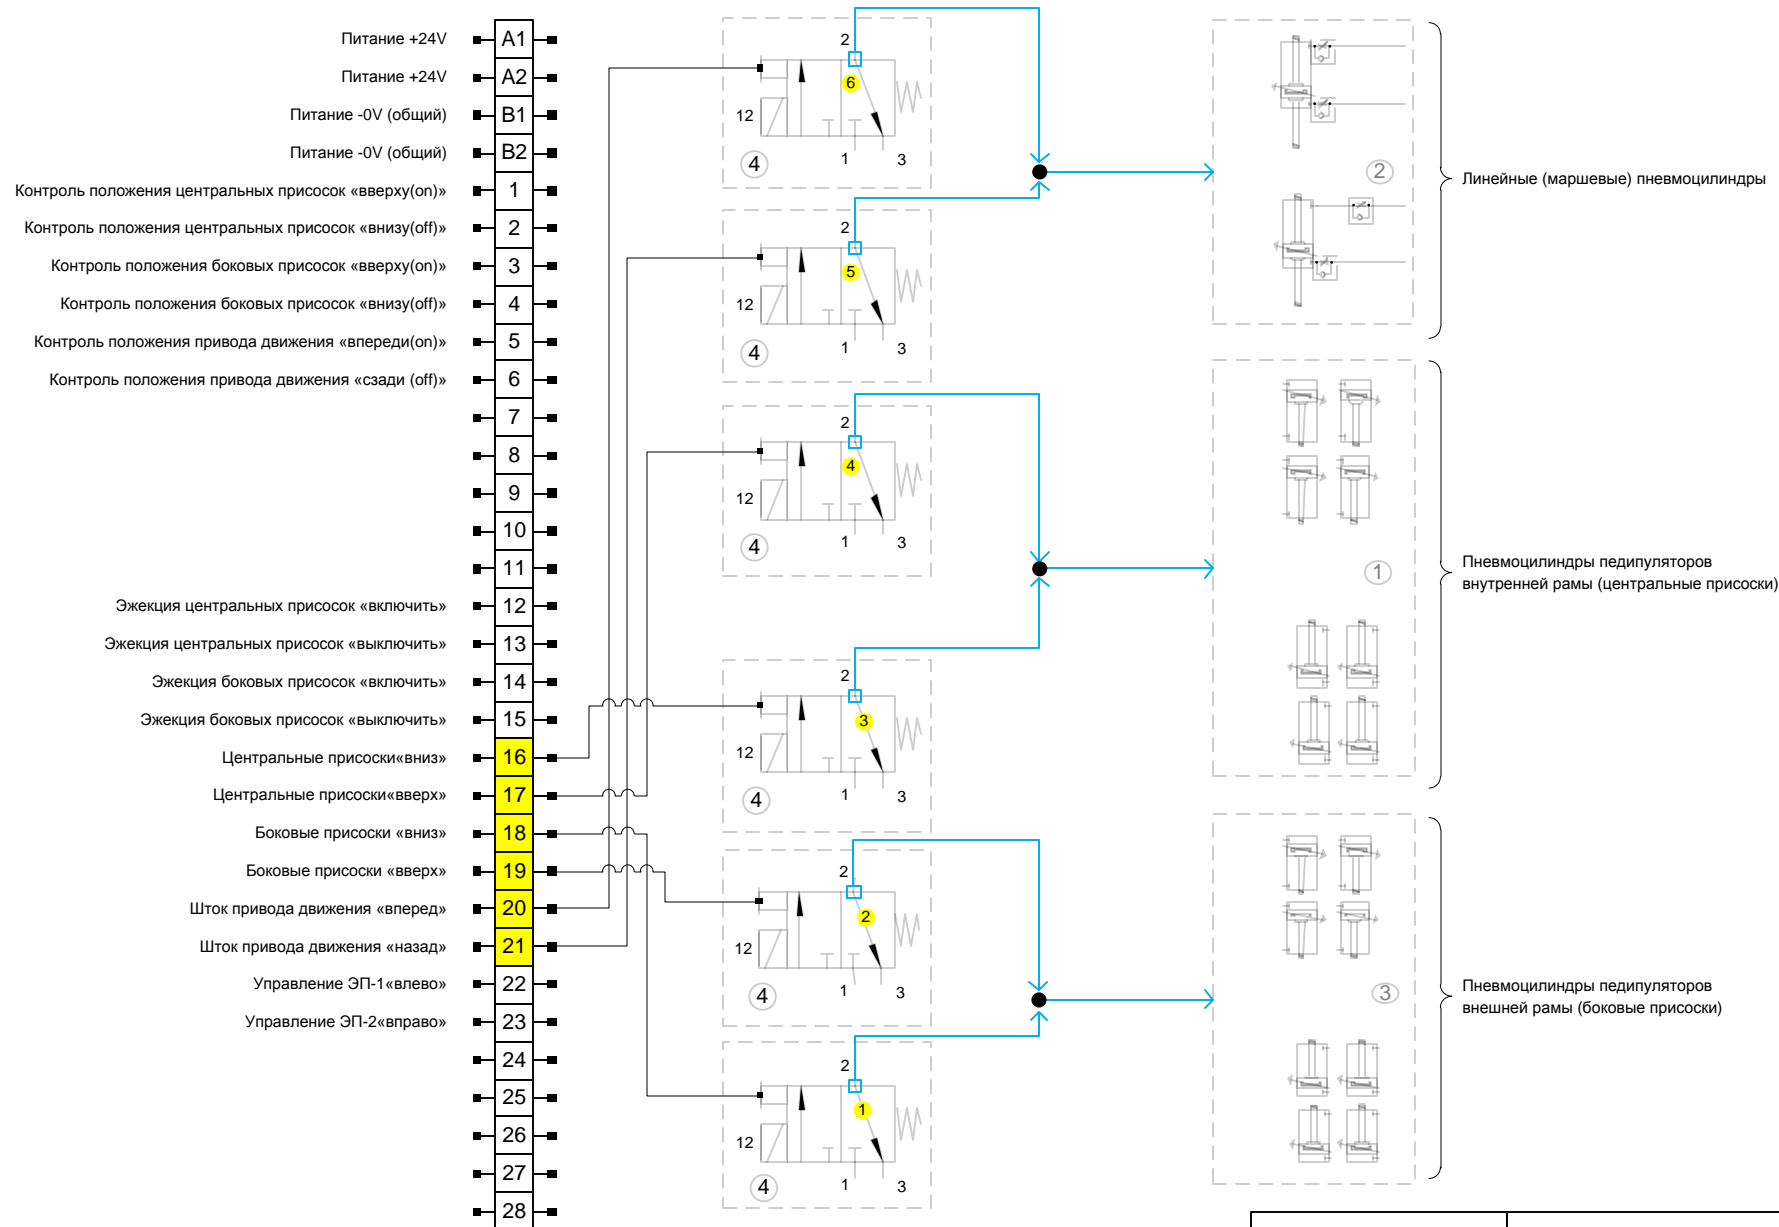 Питание +24V A1
Питание +24V A2
Питание -0V (общий) B1
Питание -0V (общий) B2
Контроль положения центральных присосок «вверху(on)» 1
Контроль положения центральных присосок «внизу(off)» 2
Контроль положения боковых присосок «вверху(on)» 3
Контроль положения боковых присосок «внизу(off)» 4
Контроль положения привода движения «впереди(on)» 5
Контроль положения привода движения «сзади (off)» 6
7
8
9
10
11
Эжекция центральных присосок «включить» 12
Эжекция центральных присосок «выключить» 13
Эжекция боковых присосок «включить» 14
Эжекция боковых присосок «выключить» 15
Центральные присоски«вниз» 16
Центральные присоски«вверх» 17
Боковые присоски «вниз» 18
Боковые присоски «вверх» 19
Шток привода движения «вперед» 20
Шток привода движения «назад» 21
Управление ЭП-1«влево» 22
Управление ЭП-2«вправо» 23
24
25
26
27
28
2
6
12
1 3
4
2
5
12
1 3
4
2
4
12
1 3
4
2
3
12
1 3
4
2
2
12
1 3
4
2
1
12
1 3
4
2
Линейные (маршевые) пневмоцилиндры
1
Пневмоцилиндры педипуляторов
внутренней рамы (центральные присоски)
3
Пневмоцилиндры педипуляторов
внешней рамы (боковые присоски)